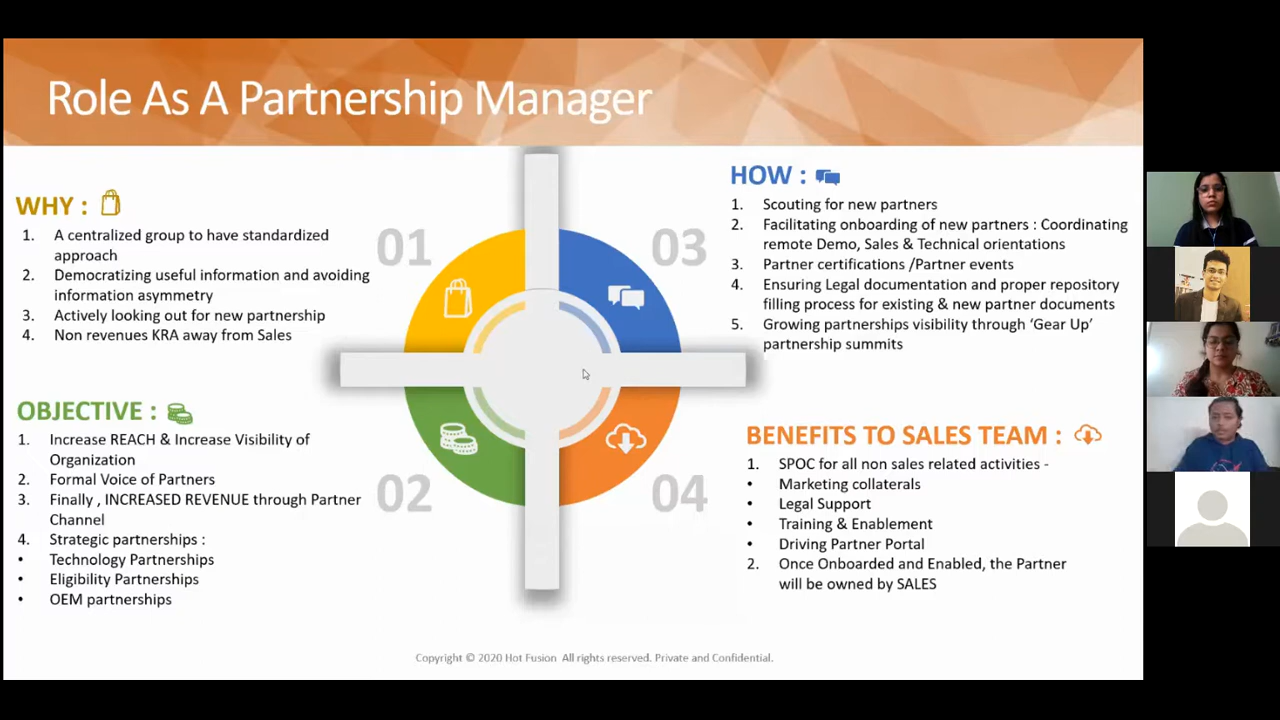 Role As A Partnership Manager
WHY :
1. A centralized group to have standardized
approach
2. Democratizing useful information and avoiding
information asymmetry
3. Actively looking out for new partnership
4. Non revenues KRA away from Sales
01
OBJECTIVE :
1. Increase REACH & Increase Visibility of
Organization
2. Formal Voice of Partners
3. Finally , INCREASED REVENUE through Partner
Channel
4. Strategic partnerships :
• Technology Partnerships
• Eligibility Partnerships
• OEM partnerships
02
HOW :
1. Scouting for new partners
2. Facilitating onboarding of new partners : Coordinating
remote Demo, Sales & Technical orientations
3. Partner certifications /Partner events
4. Ensuring Legal documentation and proper repository
filling process for existing & new partner documents
5. Growing partnerships visibility through ‘Gear Up’
partnership summits
03
BENEFITS TO SALES TEAM :
1. SPOC for all non sales related activities -
• Marketing collaterals
• Legal Support
• Training & Enablement
• Driving Partner Portal
2. Once Onboarded and Enabled, the Partner
will be owned by SALES
04
Copyright © 2020 Hot Fusion All rights reserved. Private and Confidential.